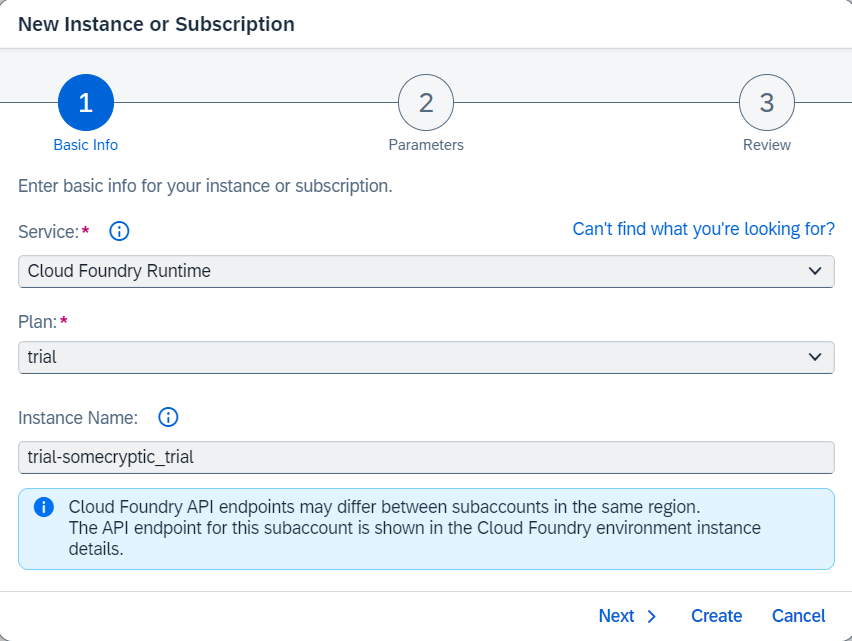 New Instance or Subscription
1
2
3
Basic Info
Parameters
Review
Enter basic info for your instance or subscription.
Service:*
Can't find what you're looking for?
Cloud Foundry Runtime
Plan:*
trial
Instance Name:
trial-somecryptic_trial
Cloud Foundry API endpoints may differ between subaccounts in the same region.
The API endpoint for this subaccount is shown in the Cloud Foundry environment instance
details.
Next
Create
Cancel